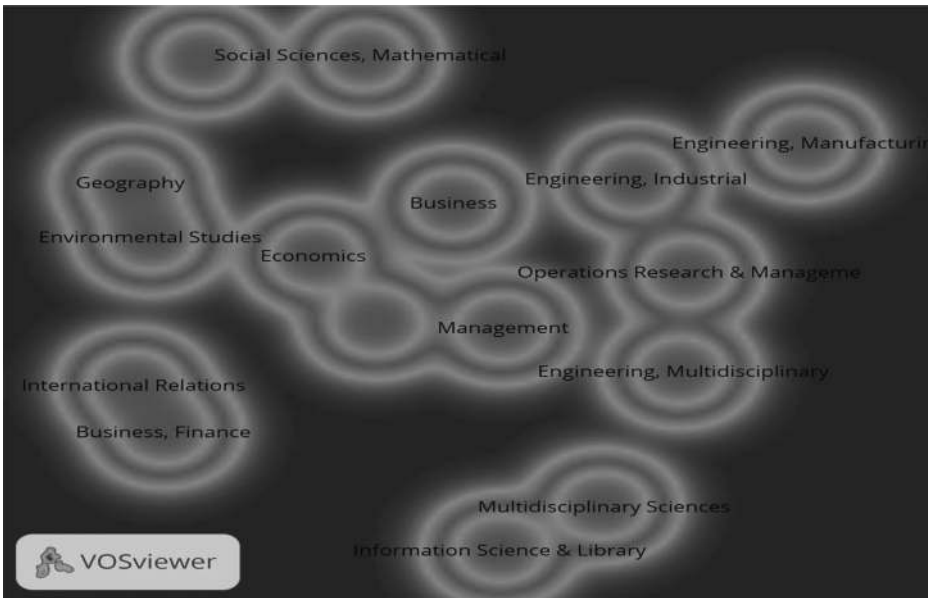 Social Sciences, Mathematical
Engineering, Manufacturin
Engineering, Industrial
Geography
Business
Environmental Studies
Economics
Operations Research & Manageme
Management
Engineering, Multidisciplinary
International Relations
Business, Finance
Multidisciplinary Sciences
Information Science & Library
VOSviewer